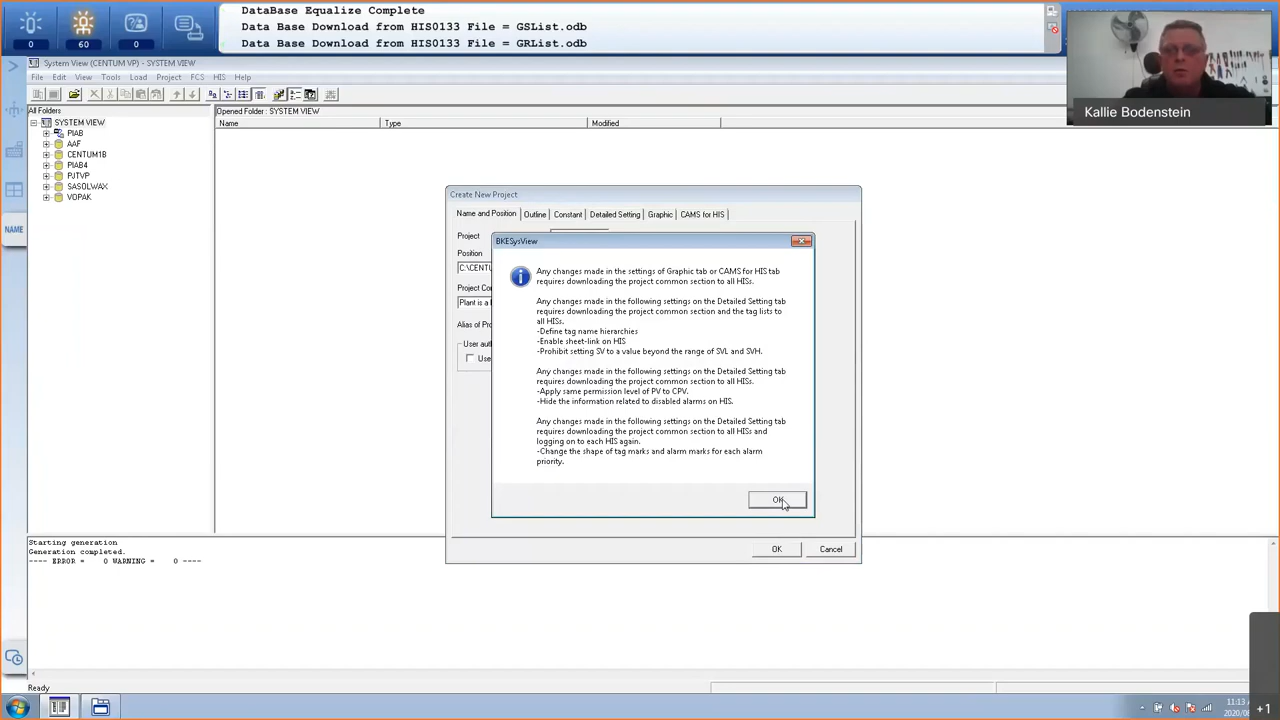 DataBase Equalize Complete
Data Base Download from HIS0133 File = GSList.odb
Data Base Download from HIS0133 File = GRList.odb
0
60
0
Kallie Bodenstein
System View (CENTUM VP) - SYSTEM VIEW
File Edit View Tools Load Project FCS HIS Help
All Folders
Opened Folder : SYSTEM VIEW
Name Type Modified
SYSTEM VIEW
PIAB
AAF
CENTUM1B
PIAB4
PJTVP
SASOLWAX
VOPAK
NAME
Create New Project
Name and Position Outline Constant Detailed Setting Graphic CAMS for HIS
Project
Position
Project Co
Plant is a
Alias of Pro
User aut
Use
BKESysView
Any changes made in the settings of Graphic tab or CAMS for HIS tab
requires downloading the project common section to all HISs.
Any changes made in the following settings on the Detailed Setting tab
requires downloading the project common section and the tag lists to
all HISs.
-Define tag name hierarchies
-Enable sheet-link on HIS
-Prohibit setting SV to a value beyond the range of SVL and SVH.
Any changes made in the following settings on the Detailed Setting tab
requires downloading the project common section to all HISs.
-Apply same permission level of PV to CPV.
-Hide the information related to disabled alarms on HIS.
Any changes made in the following settings on the Detailed Setting tab
requires downloading the project common section to all HISs and
logging on to each HIS again.
-Change the shape of tag marks and alarm marks for each alarm
priority.
OK
OK Cancel
Starting generation
Generation completed.
---- ERROR = 0 WARNING = 0 ----
Ready
11:13
+1